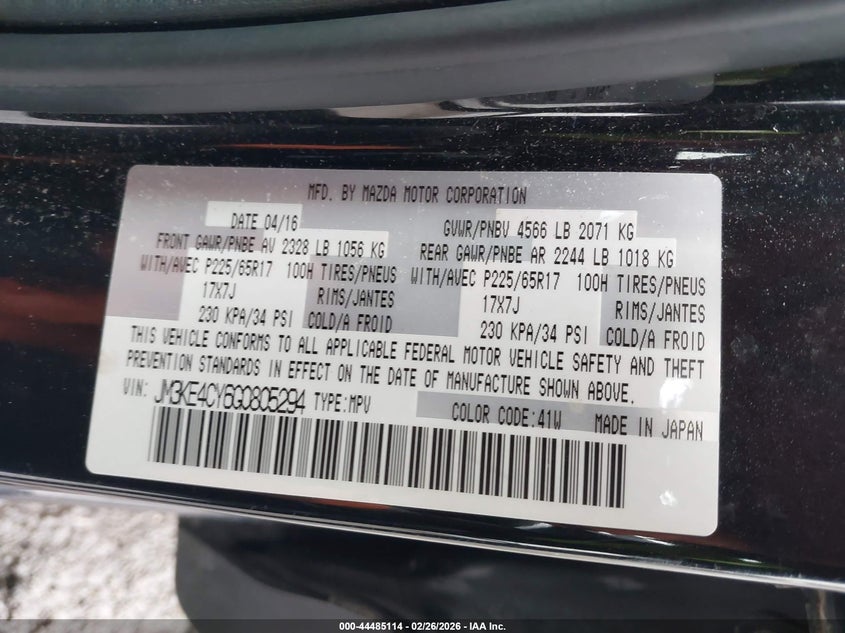 MFD. BY MAZDA MOTOR CORPORATION
DATE 04/16 GVWR/PNBV 4566 LB 2071 KG
FRONT GAWR/PNBE AV 2328 LB 1056 KG REAR GAWR/PNBE AR 2244 LB 1018 KG
WITH/AVEC P225/65R17 100H TIRES/PNEUS WITH/AVEC P225/65R17 100H TIRES/PNEUS
17X7J RIMS/JANTES 17X7J RIMS/JANTES
230 KPA/34 PSI COLD/A FROID 230 KPA/34 PSI COLD/A FROID
THIS VEHICLE CONFORMS TO ALL APPLICABLE FEDERAL MOTOR VEHICLE SAFETY AND THEFT
PREVENTION STANDARDS IN EFFECT ON THE DATE OF MANUFACTURE SHOWN ABOVE.
VIN: JM3KE4CY6G0805294 TYPE:MPV COLOR CODE:41W MADE IN JAPAN
000-44485114 - 02/26/2026 - IAA Inc.